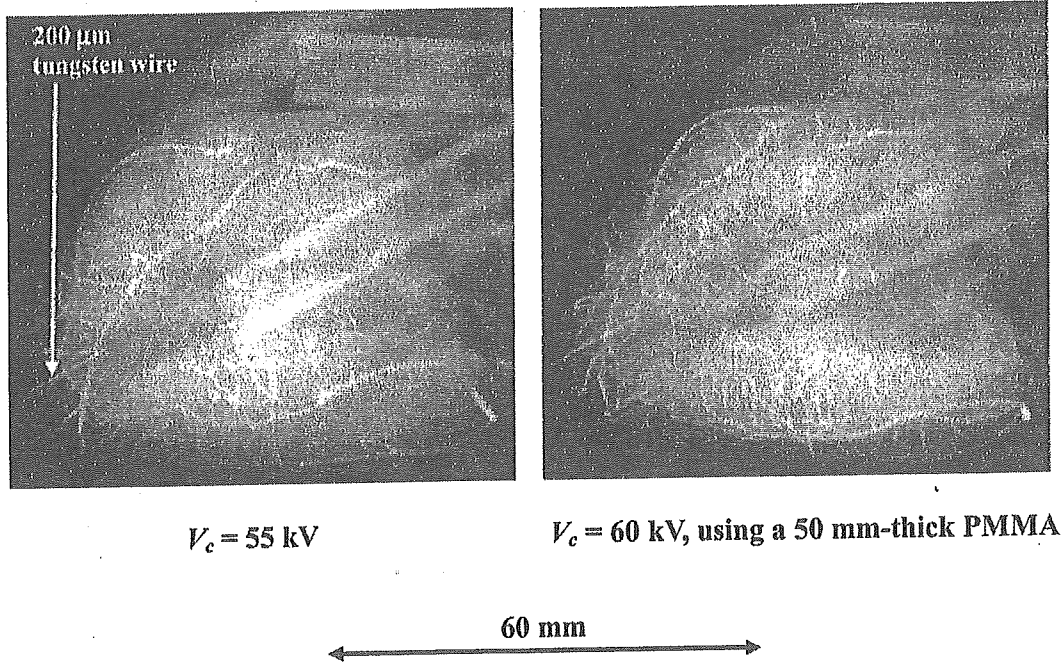 200 µm
tungsten wire
V_c = 55 kV
V_c = 60 kV, using a 50 mm-thick PMMA
60 mm